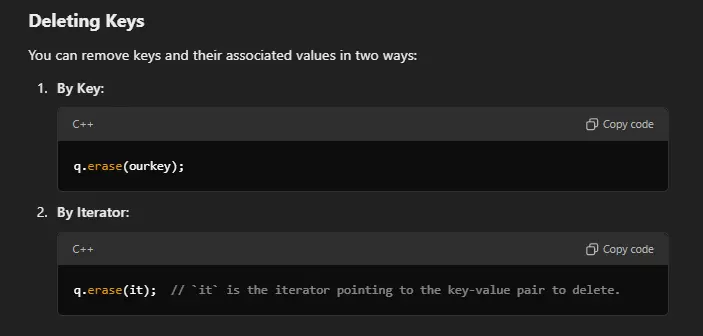 Deleting Keys
You can remove keys and their associated values in two ways:
1. By Key:
C++ Copy code
q.erase(ourkey);
2. By Iterator:
C++ Copy code
q.erase(it);  // `it` is the iterator pointing to the key-value pair to delete.